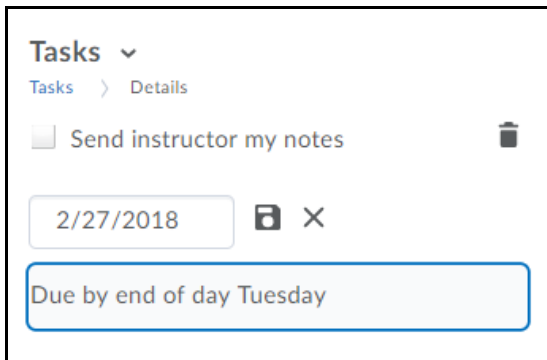 Tasks
Tasks Details
Send instructor my notes
2/27/2018
Due by end of day Tuesday